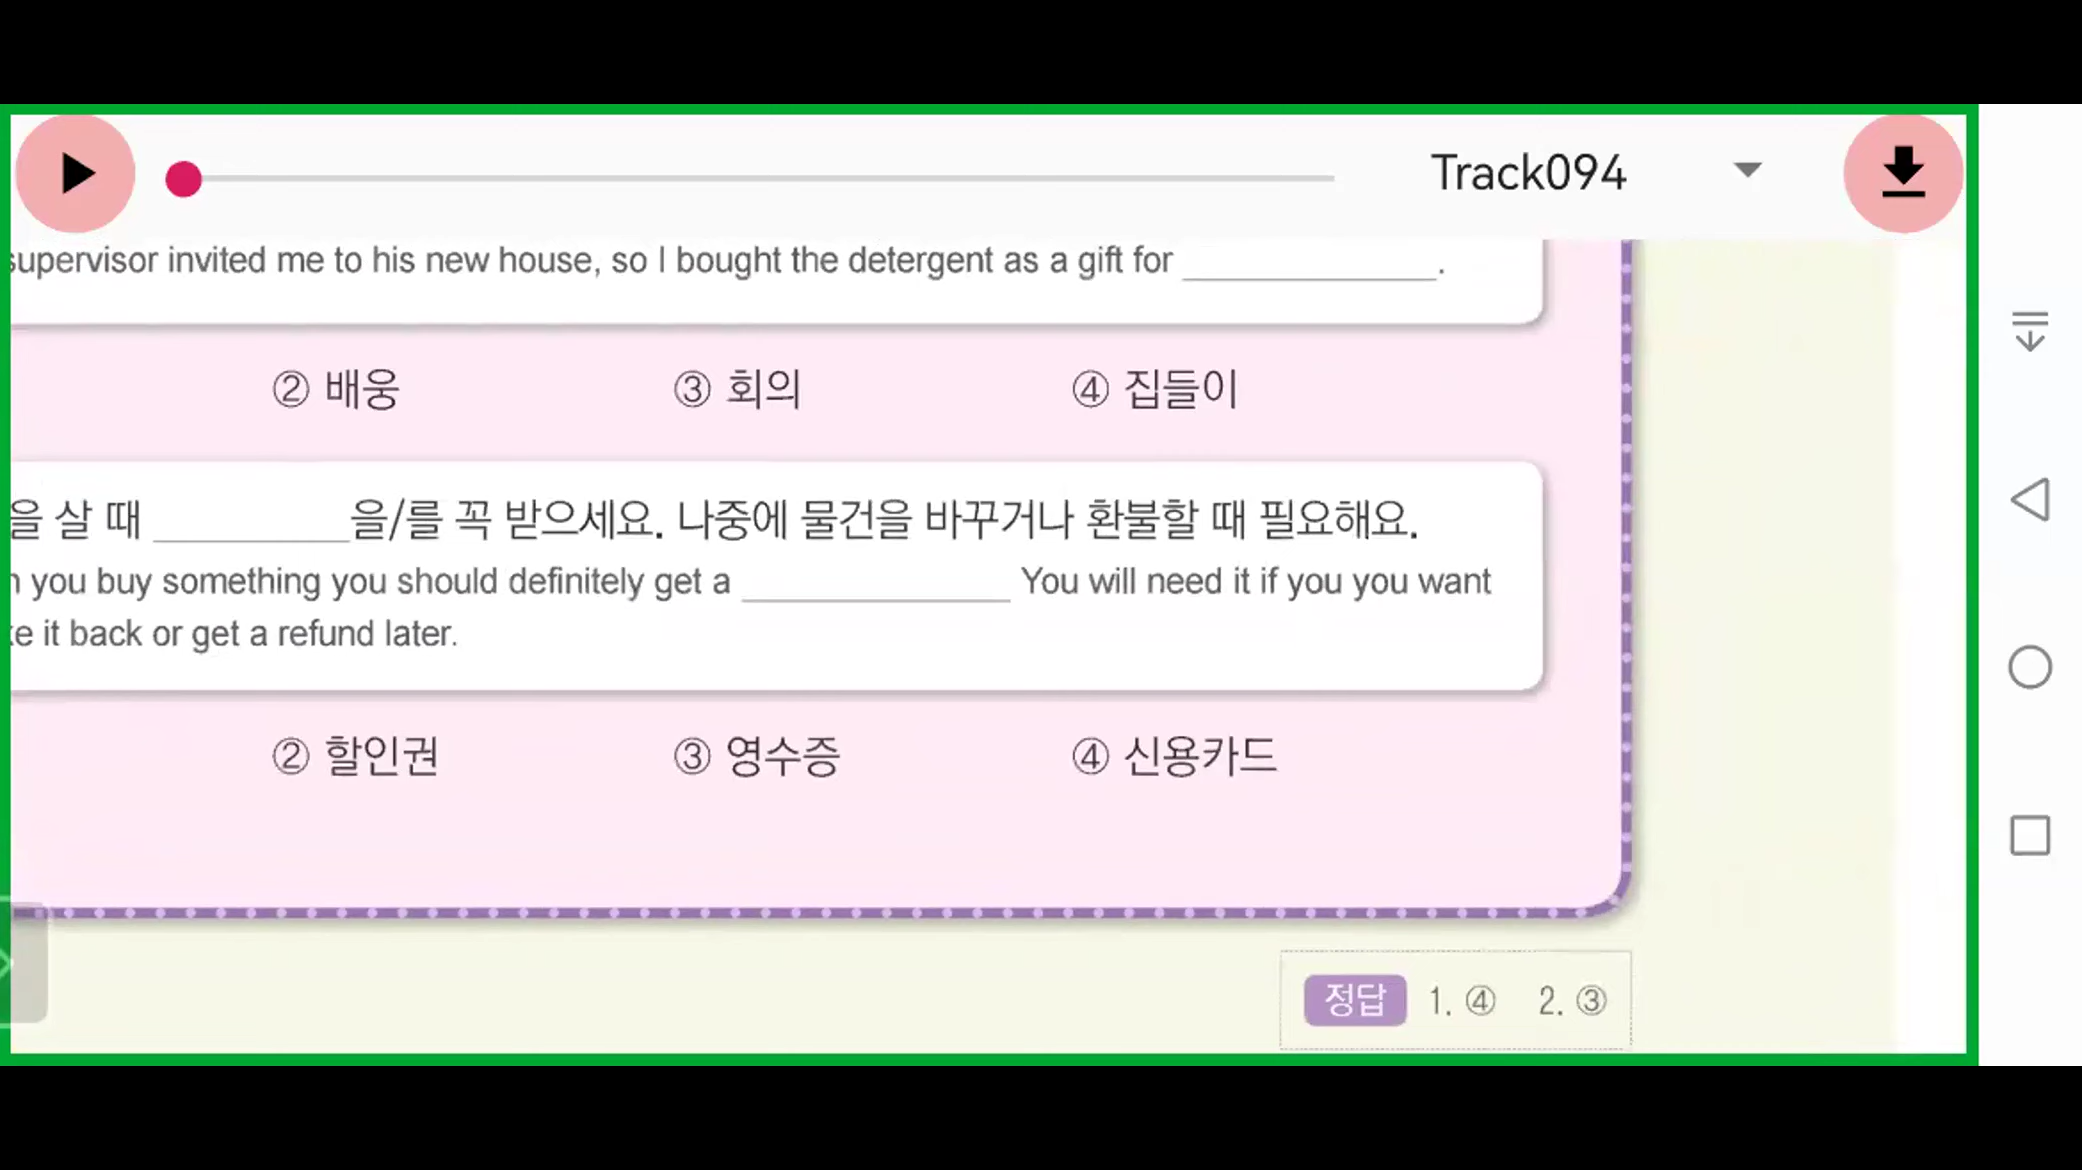 Track094
supervisor invited me to his new house, so I bought the detergent as a gift for ______________.
② 배웅 ③ 회의 ④ 집들이
을 살 때 __________을/를 꼭 받으세요. 나중에 물건을 바꾸거나 환불할 때 필요해요.
you buy something you should definitely get a ______________ You will need it if you you want
it back or get a refund later.
② 할인권 ③ 영수증 ④ 신용카드
정답 1. ④ 2. ③